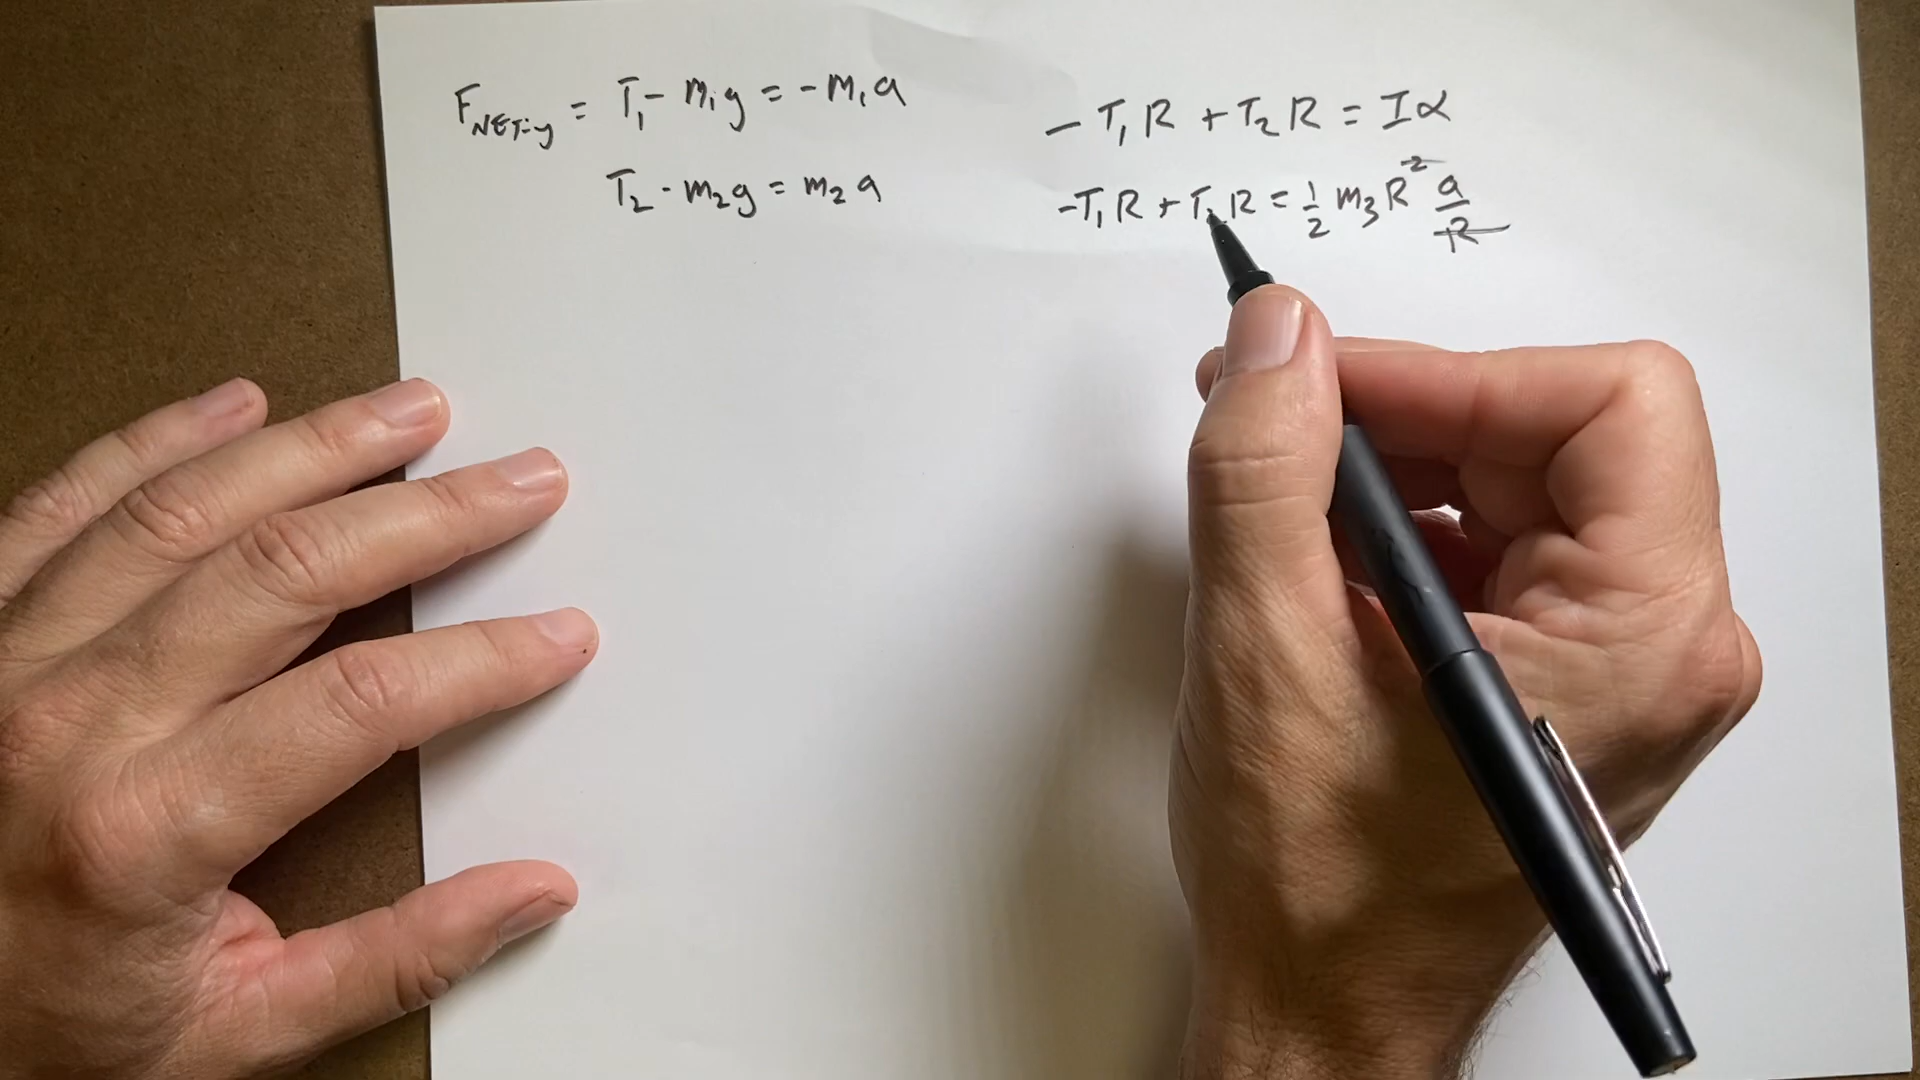 F_NET-y = T₁ - m₁g = -m₁a
T₂ - m₂g = m₂a
- T₁R + T₂R = Iα
-T₁R + T₂R = ½ m₃R² a/R